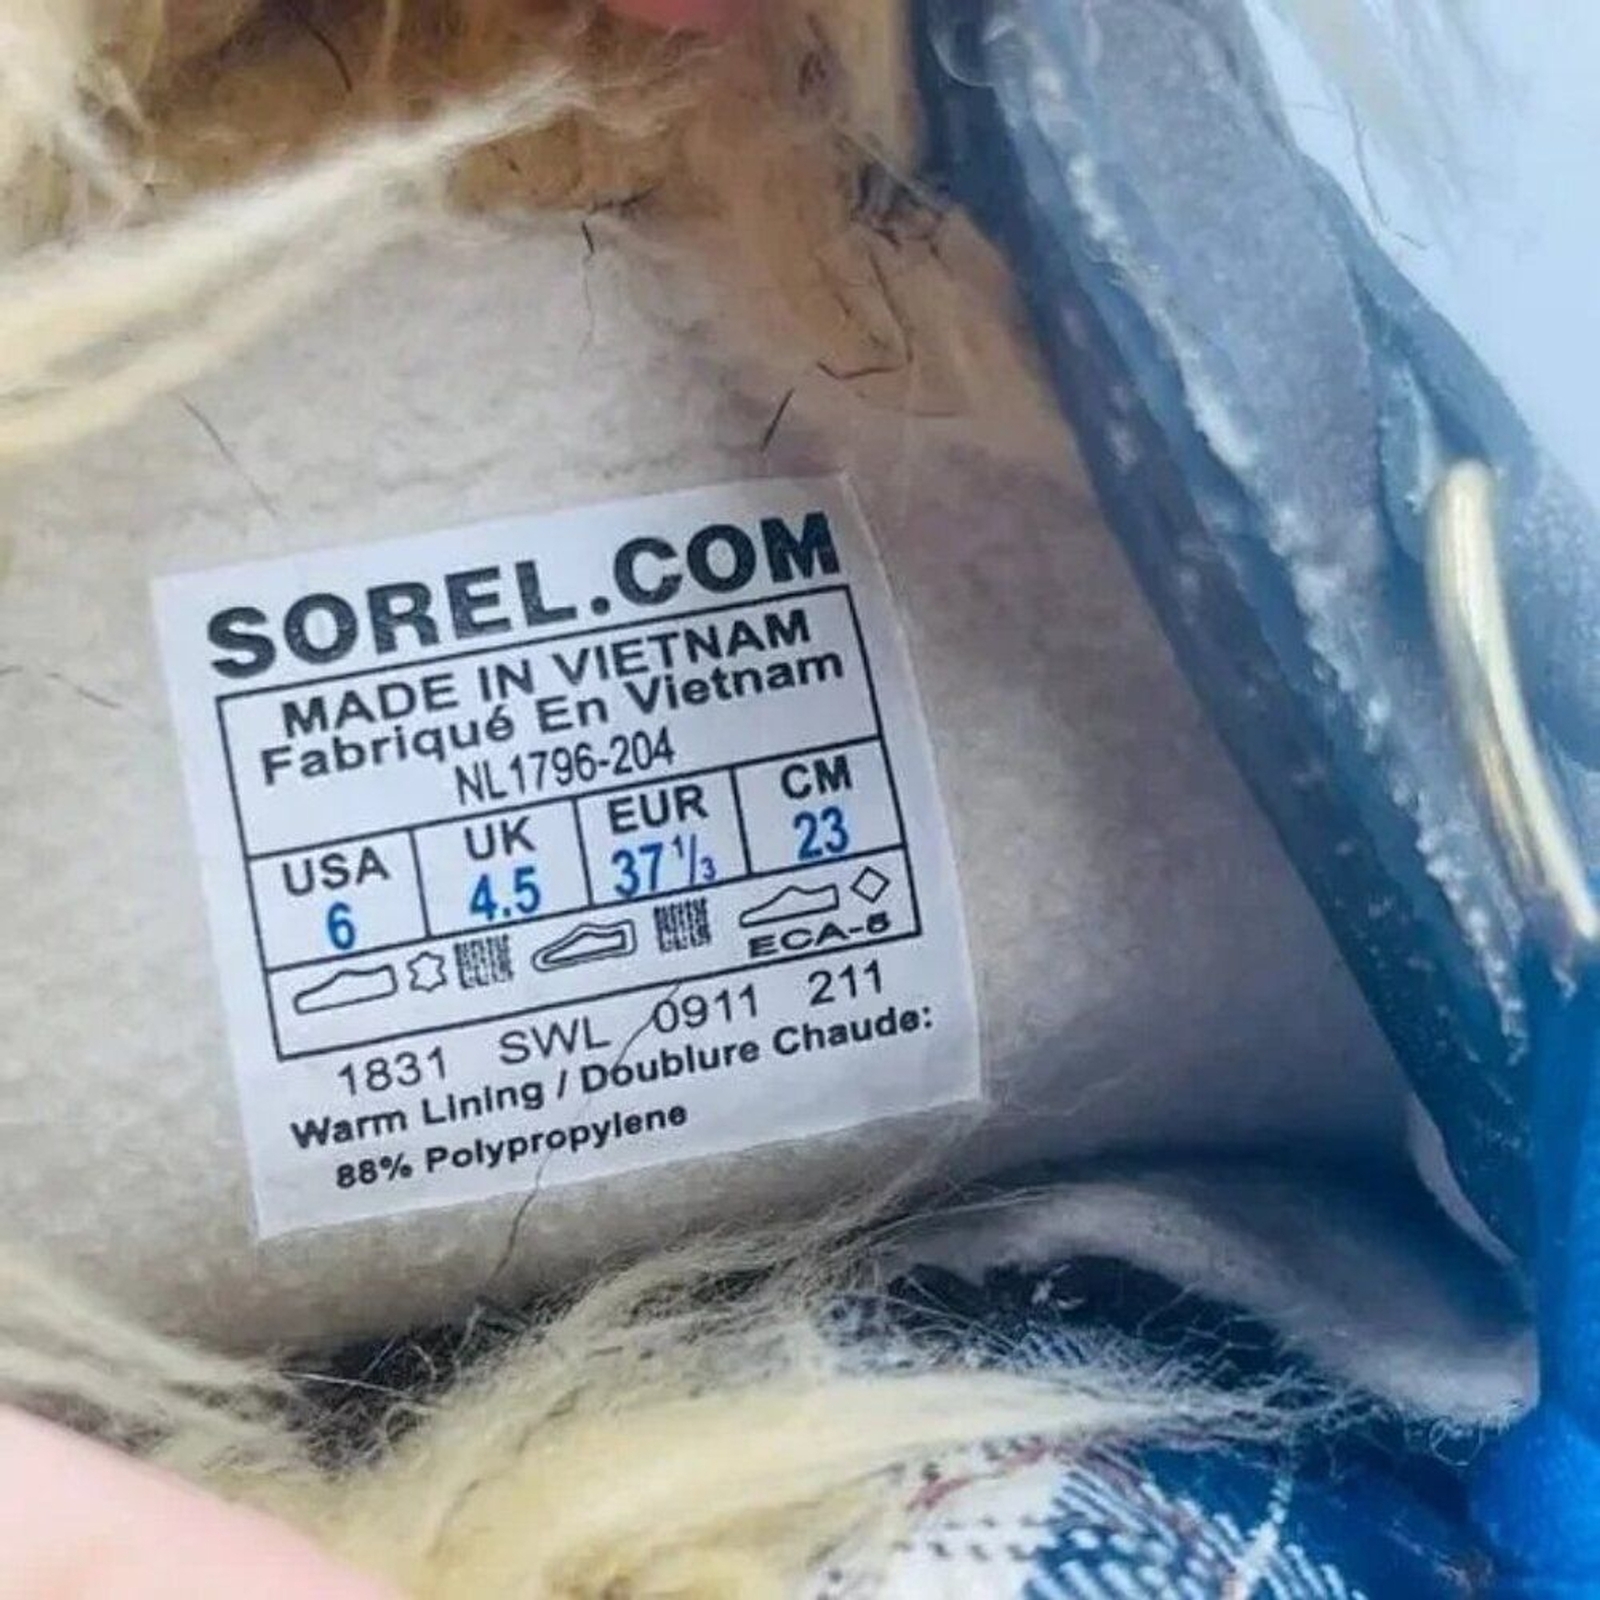 SOREL.COM
MADE IN VIETNAM
Fabriqué En Vietnam
NL1796-204
USA UK EUR CM
6 4.5 37 1/3 23
ECA-5
1831 SWL 0911 211
Warm Lining / Doublure Chaude:
88% Polypropylene